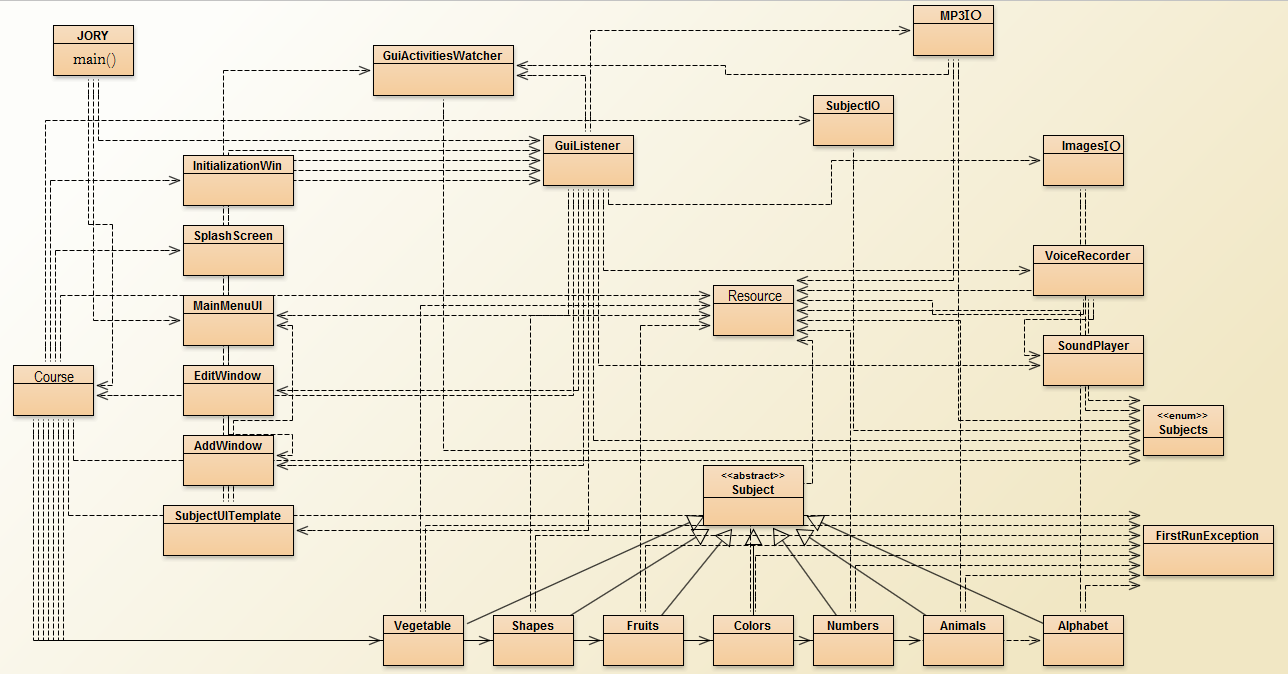 MP3IO
JORY
main()
GuiActivitiesWatcher
SubjectIO
GuiListener
ImagesIO
InitializationWin
SplashScreen
VoiceRecorder
MainMenuUI
Resource
SoundPlayer
Course
EditWindow
<<enum>>
Subjects
AddWindow
<<abstract>>
Subject
SubjectUITemplate
FirstRunException
Vegetable
Shapes
Fruits
Colors
Numbers
Animals
Alphabet